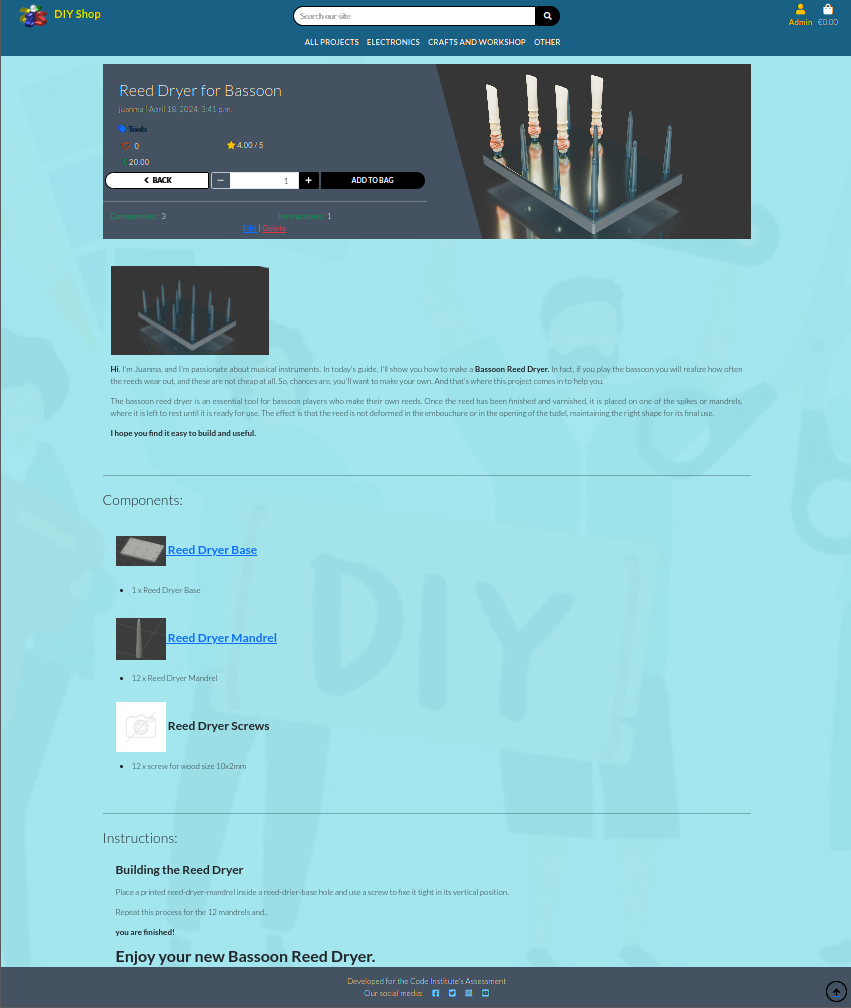 DIY Shop
Search our site
Admin €0.00
ALL PROJECTS ELECTRONICS CRAFTS AND WORKSHOP OTHER
Reed Dryer for Bassoon
juanma | April 18, 2024, 3:41 p.m.
Tools
0 4.00 / 5
20.00
BACK − 1 + ADD TO BAG
Components: 3 Instructions: 1
Edit | Delete
Hi, I'm Juanma, and I'm passionate about musical instruments. In today's guide, I'll show you how to make a Bassoon Reed Dryer. In fact, if you play the bassoon you will realize how often
the reeds wear out, and these are not cheap at all. So, chances are, you'll want to make your own. And that's where this project comes in to help you.
The bassoon reed dryer is an essential tool for bassoon players who make their own reeds. Once the reed has been finished and varnished, it is placed on one of the spikes or mandrels,
where it is left to rest until it is ready for use. The effect is that the reed is not deformed in the embouchure or in the opening of the tudel, maintaining the right shape for its final use.
I hope you find it easy to build and useful.
Components:
Reed Dryer Base
• 1 x Reed Dryer Base
Reed Dryer Mandrel
• 12 x Reed Dryer Mandrel
Reed Dryer Screws
• 12 x screw for wood size 10x2mm
DIY
Instructions:
Building the Reed Dryer
Place a printed reed-dryer-mandrel inside a reed-drier-base hole and use a screw to fixe it tight in its vertical position.
Repeat this process for the 12 mandrels and..
you are finished!
Enjoy your new Bassoon Reed Dryer.
Developed for the Code Institute's Assessment
Our social media: